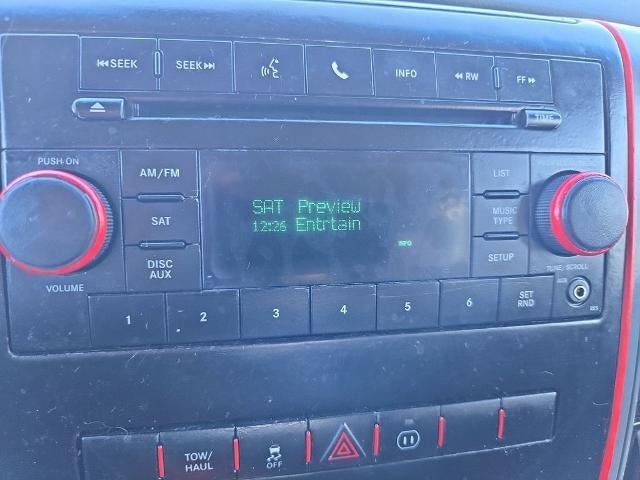 SEEK
SEEK
INFO
RW
FF
TIME
PUSH-ON
AM/FM
SAT
DISC
AUX
SAT Preview
12:26 Entrtain
INFO
LIST
MUSIC
TYPE
SETUP
TUNE/SCROLL
VOLUME
1
2
3
4
5
6
SET
RND
TOW/
HAUL
OFF